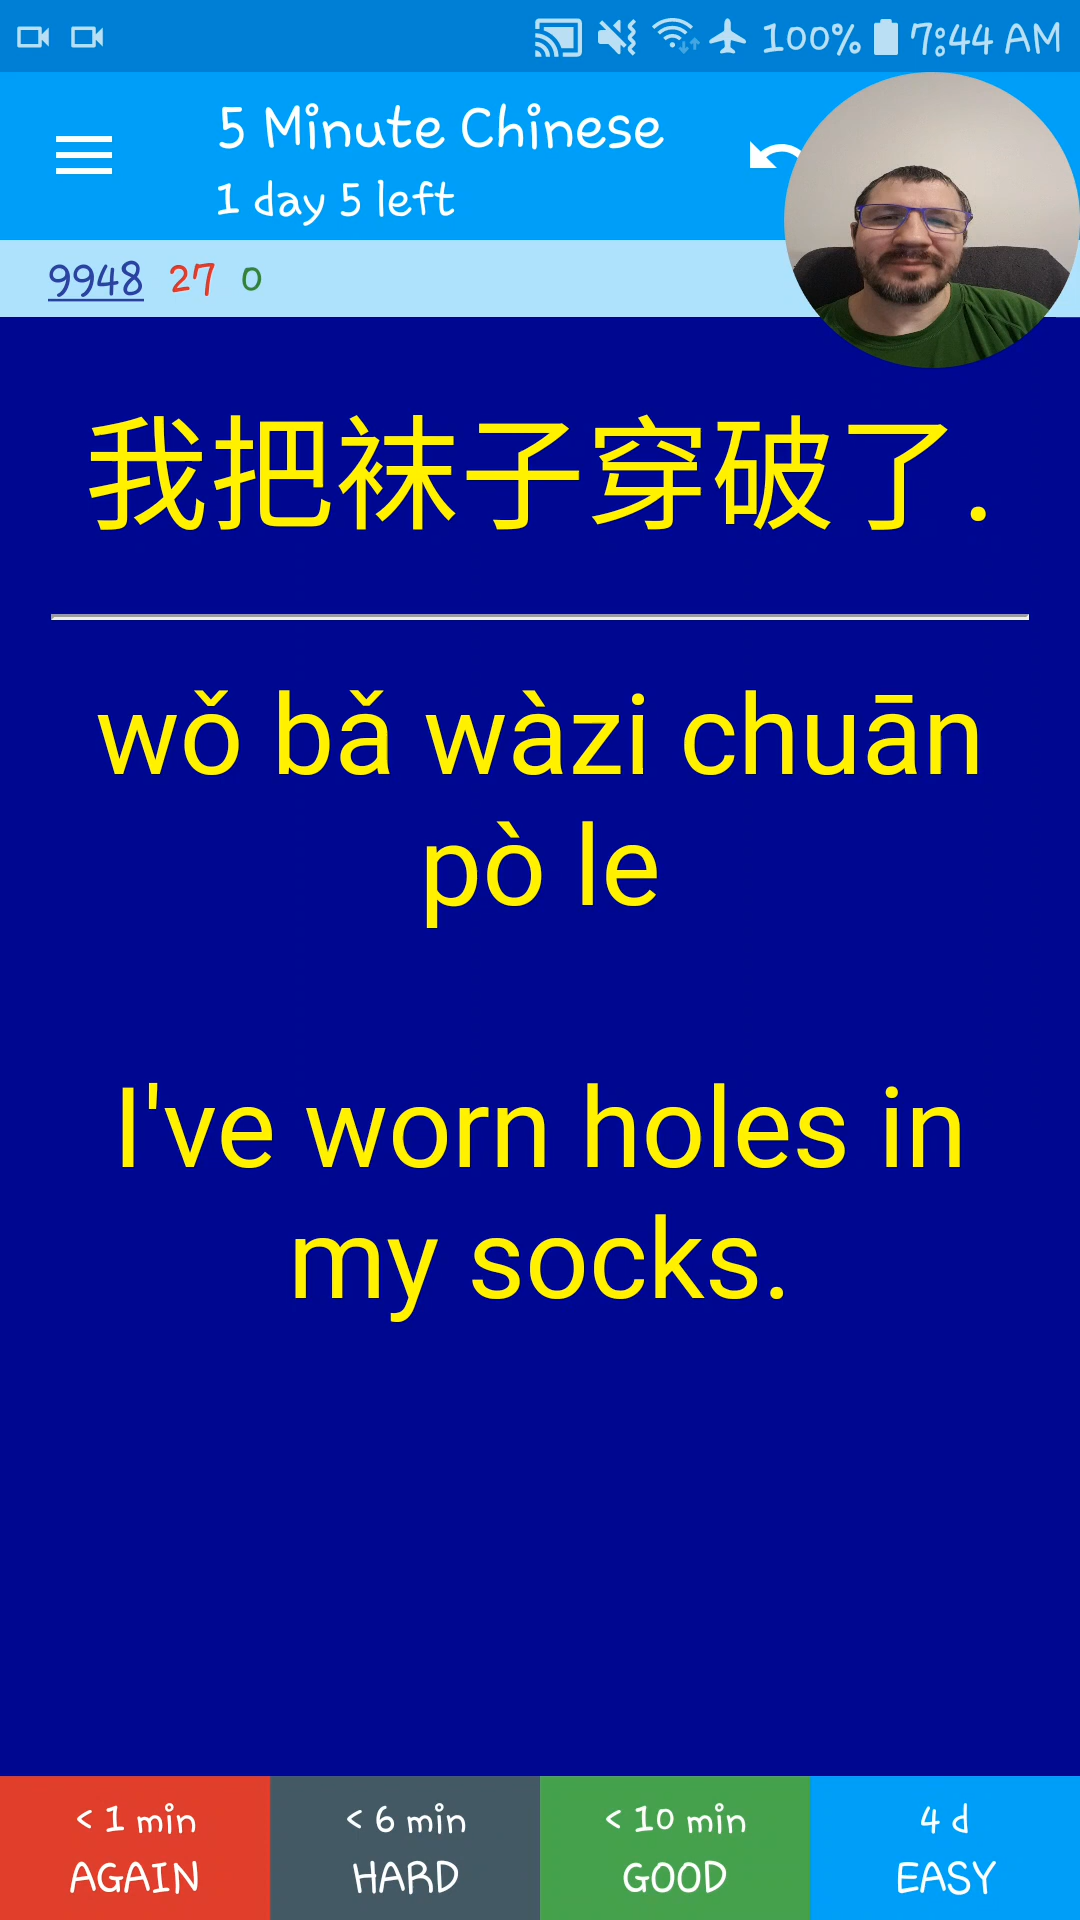 100% 7:44 AM
5 Minute Chinese
1 day 5 left
9948 27 0
我把袜子穿破了.
wǒ bǎ wàzi chuān
pò le
I've worn holes in
my socks.
< 1 min < 6 min < 10 min 4 d
AGAIN HARD GOOD EASY